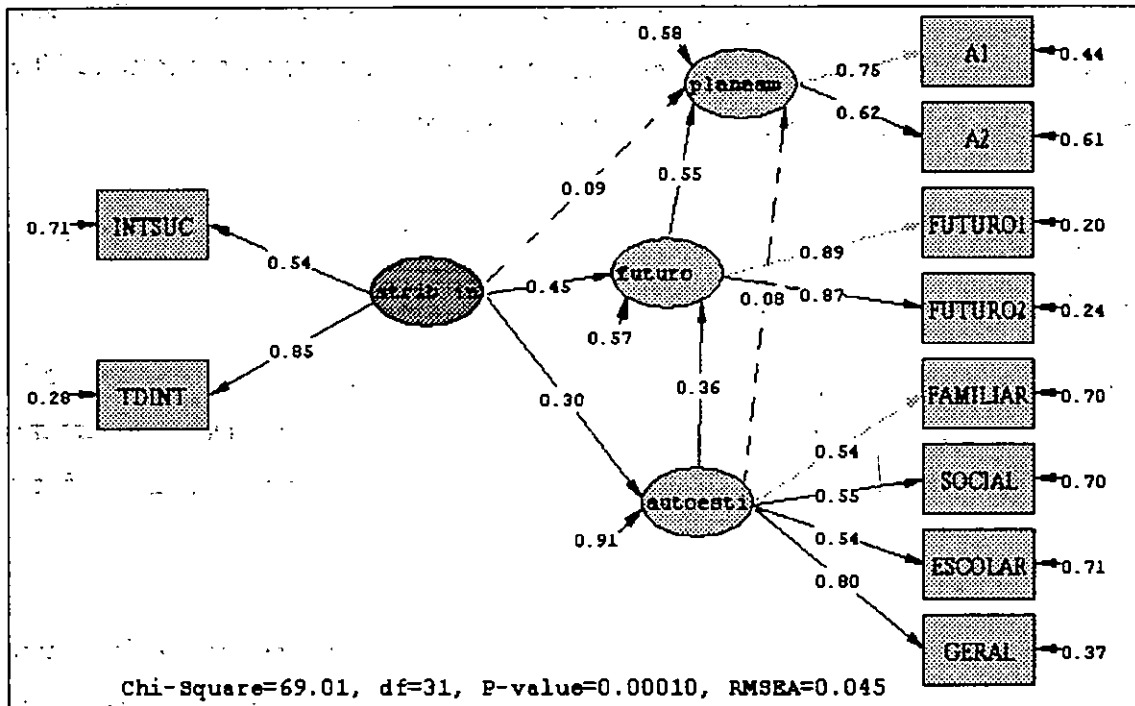 0.58
planeam
0.75
A1
0.44
0.62
A2
0.61
0.09
0.55
0.71
INTSUC
0.54
FUTURO1
0.20
0.89
futuro
0.45
0.08
0.87
FUTURO2
0.24
0.57
0.85
0.28
TDINT
0.30
0.36
FAMILIAR
0.70
0.54
autoesti
0.55
SOCIAL
0.70
0.91
0.54
ESCOLAR
0.71
0.80
GERAL
0.37
Chi-Square=69.01, df=31, P-value=0.00010, RMSEA=0.045